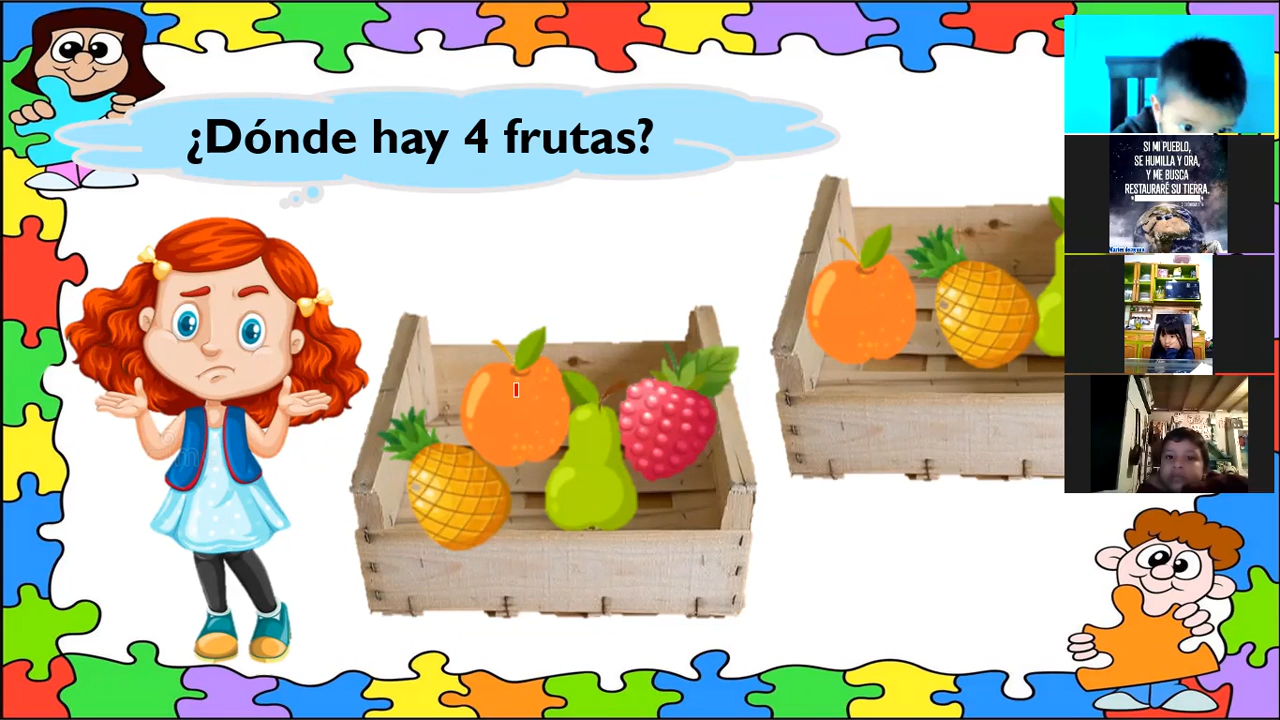 ¿Dónde hay 4 frutas?
SI MI PUEBLO,
SE HUMILLA Y ORA,
Y ME BUSCA
RESTAURARÉ SU TIERRA.